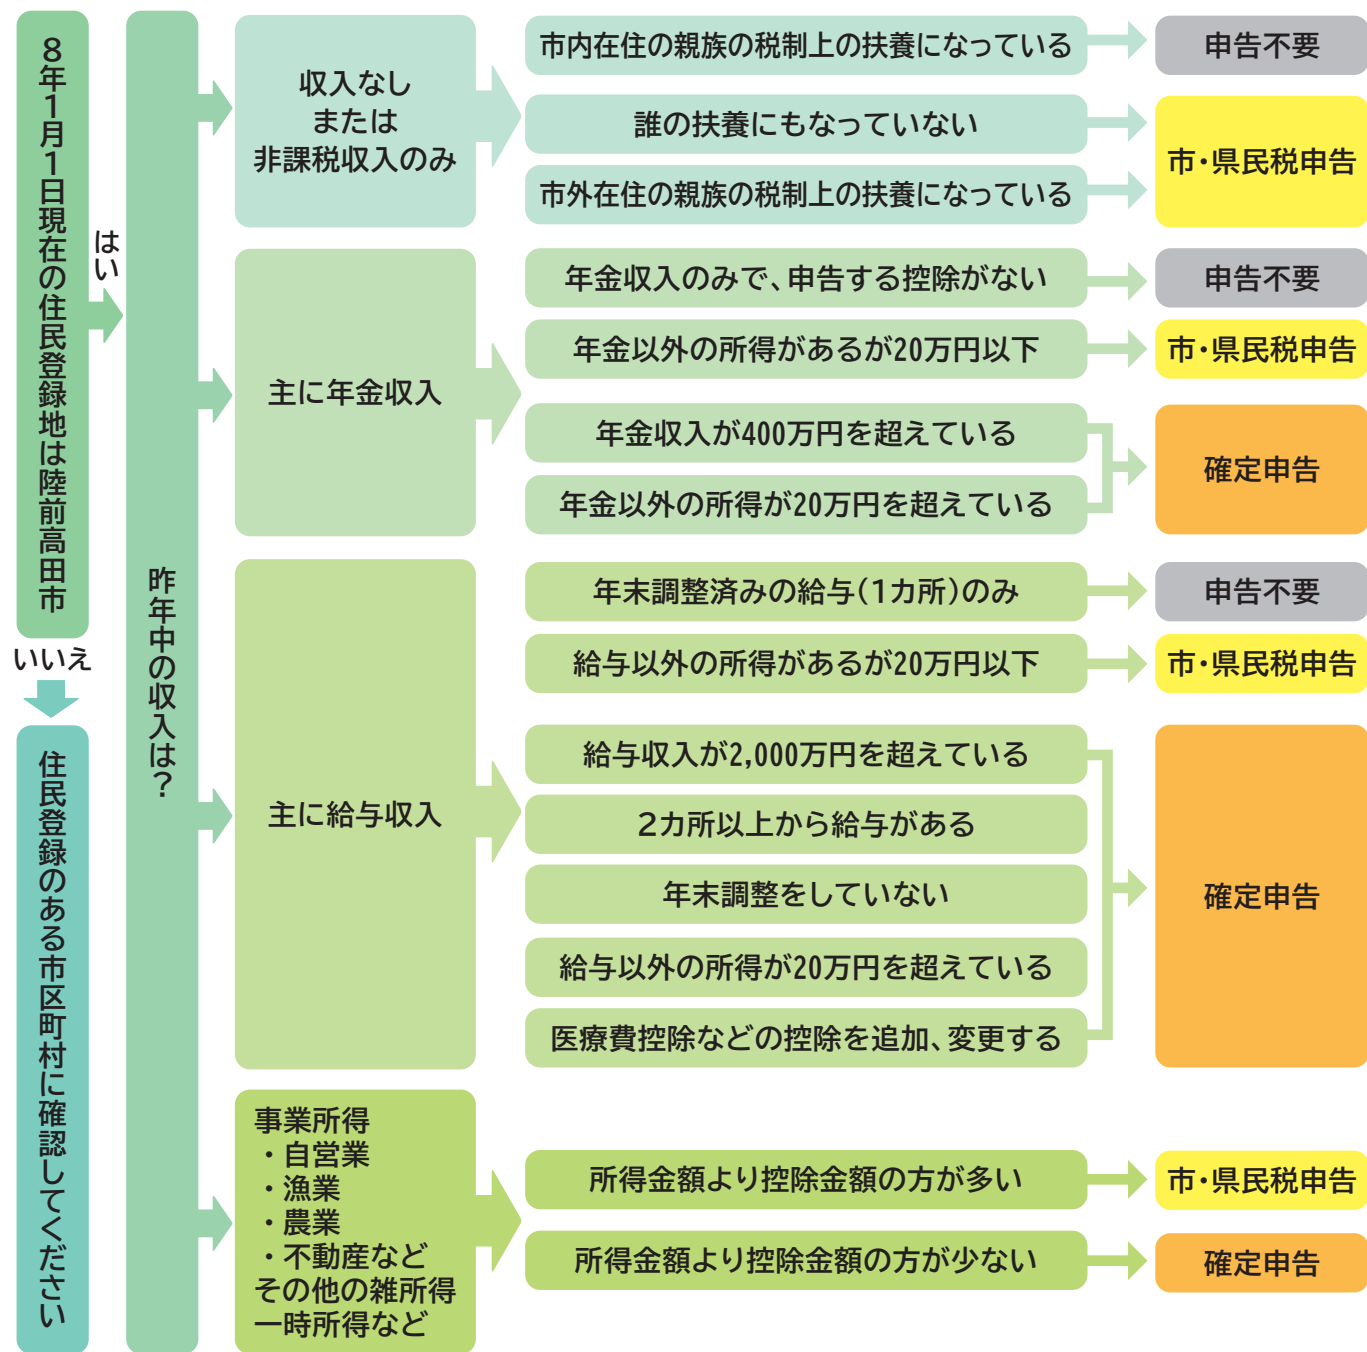 8年1月1日現在の住民登録地は陸前高田市
はい
いいえ
住民登録のある市区町村に確認してください
昨年中の収入は？
収入なし
または
非課税収入のみ
市内在住の親族の税制上の扶養になっている
申告不要
誰の扶養にもなっていない
市外在住の親族の税制上の扶養になっている
市・県民税申告
主に年金収入
年金収入のみで、申告する控除がない
申告不要
年金以外の所得があるが20万円以下
市・県民税申告
年金収入が400万円を超えている
年金以外の所得が20万円を超えている
確定申告
主に給与収入
年末調整済みの給与(1カ所)のみ
申告不要
給与以外の所得があるが20万円以下
市・県民税申告
給与収入が2,000万円を超えている
2カ所以上から給与がある
年末調整をしていない
給与以外の所得が20万円を超えている
医療費控除などの控除を追加、変更する
確定申告
事業所得
・自営業
・漁業
・農業
・不動産など
その他の雑所得
一時所得など
所得金額より控除金額の方が多い
市・県民税申告
所得金額より控除金額の方が少ない
確定申告